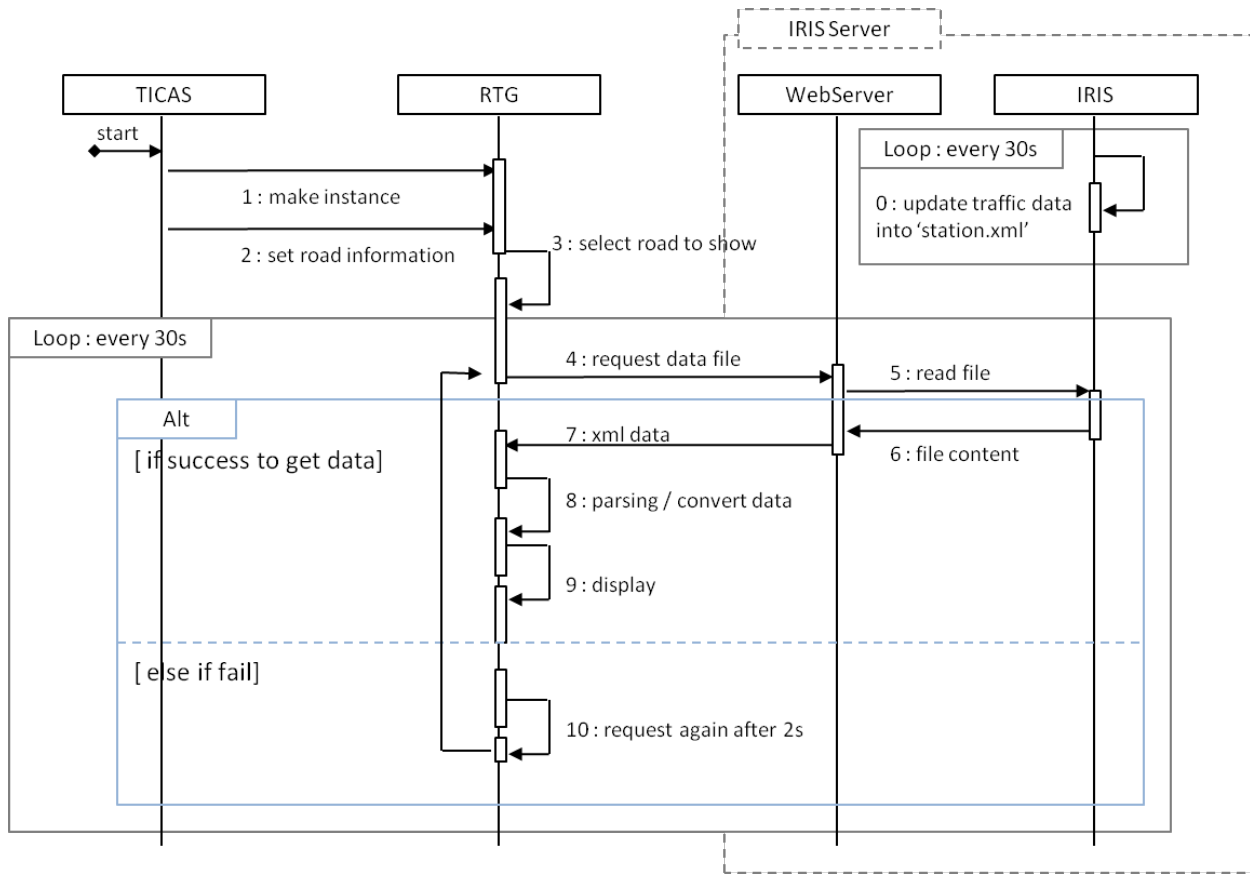 IRIS Server
TICAS
RTG
WebServer
IRIS
start
Loop : every 30s
1 : make instance
0 : update traffic data
into ‘station.xml’
2 : set road information
3 : select road to show
Loop : every 30s
4 : request data file
5 : read file
Alt
7 : xml data
6 : file content
[ if success to get data]
8 : parsing / convert data
9 : display
[ else if fail]
10 : request again after 2s